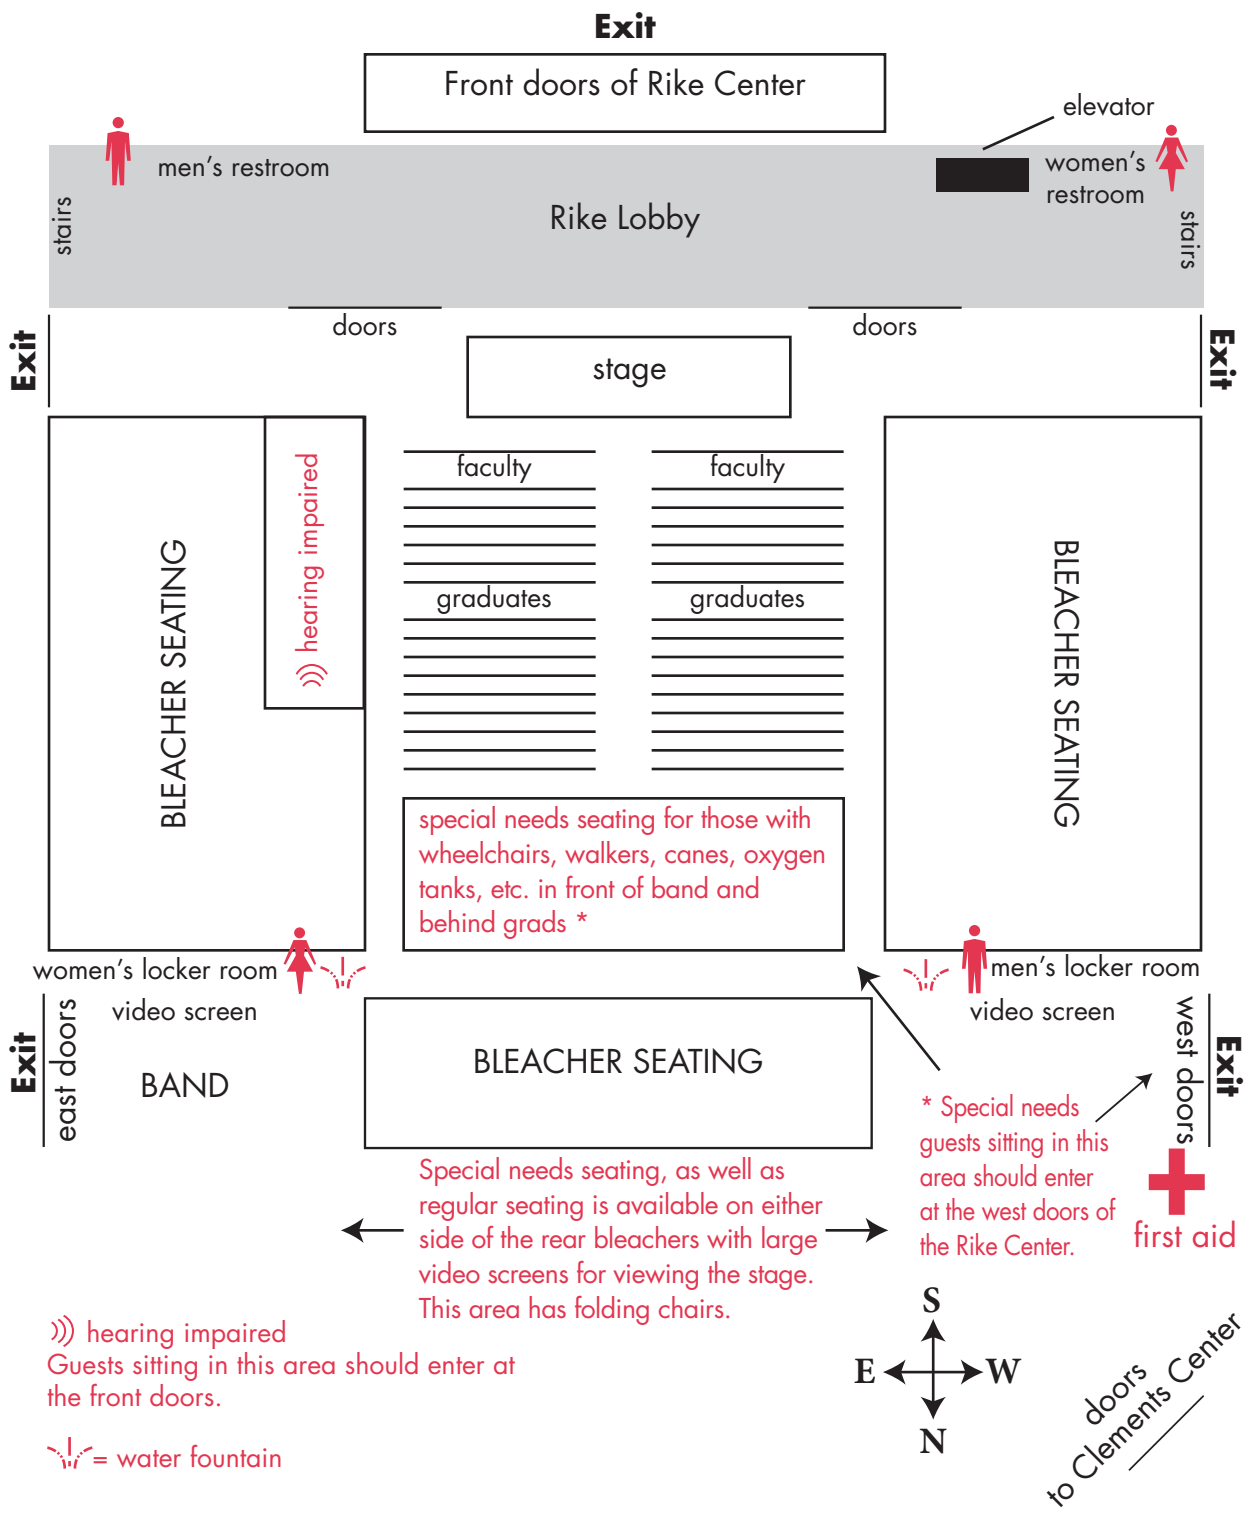 Exit
Front doors of Rike Center
elevator
men's restroom
women's
restroom
stairs
Rike Lobby
stairs
doors
doors
Exit
stage
Exit
faculty
faculty
hearing impaired
BLEACHER SEATING
graduates
graduates
BLEACHER SEATING
special needs seating for those with
wheelchairs, walkers, canes, oxygen
tanks, etc. in front of band and
behind grads *
women's locker room
men's locker room
video screen
video screen
Exit
east doors
BAND
BLEACHER SEATING
west doors
Exit
* Special needs
guests sitting in this
area should enter
at the west doors of
the Rike Center.
first aid
Special needs seating, as well as
regular seating is available on either
side of the rear bleachers with large
video screens for viewing the stage.
This area has folding chairs.
hearing impaired
Guests sitting in this area should enter at
the front doors.
= water fountain
S
E
W
N
doors
to Clements Center